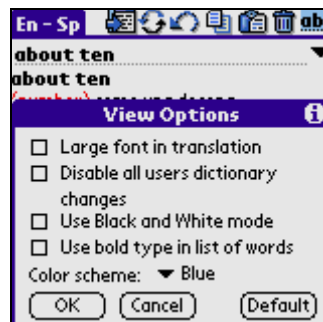 En - Sp ab
about ten
about ten
View Options
Large font in translation
Disable all users dictionary
changes
Use Black and White mode
Use bold type in list of words
Color scheme: Blue
OK Cancel Default